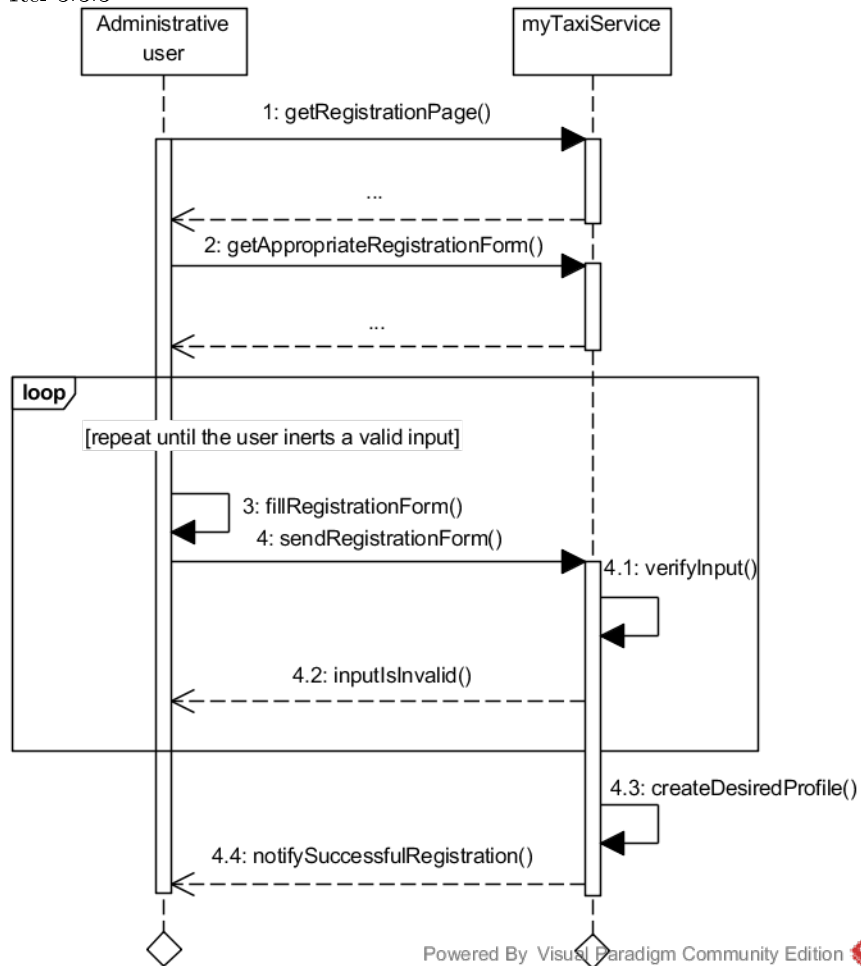 Administrative
user
myTaxiService
1: getRegistrationPage()
...
2: getAppropriateRegistrationForm()
...
loop
[repeat until the user inerts a valid input]
3: fillRegistrationForm()
4: sendRegistrationForm()
4.1: verifyInput()
4.2: inputIsInvalid()
4.3: createDesiredProfile()
4.4: notifySuccessfulRegistration()
Powered By Visual Paradigm Community Edition